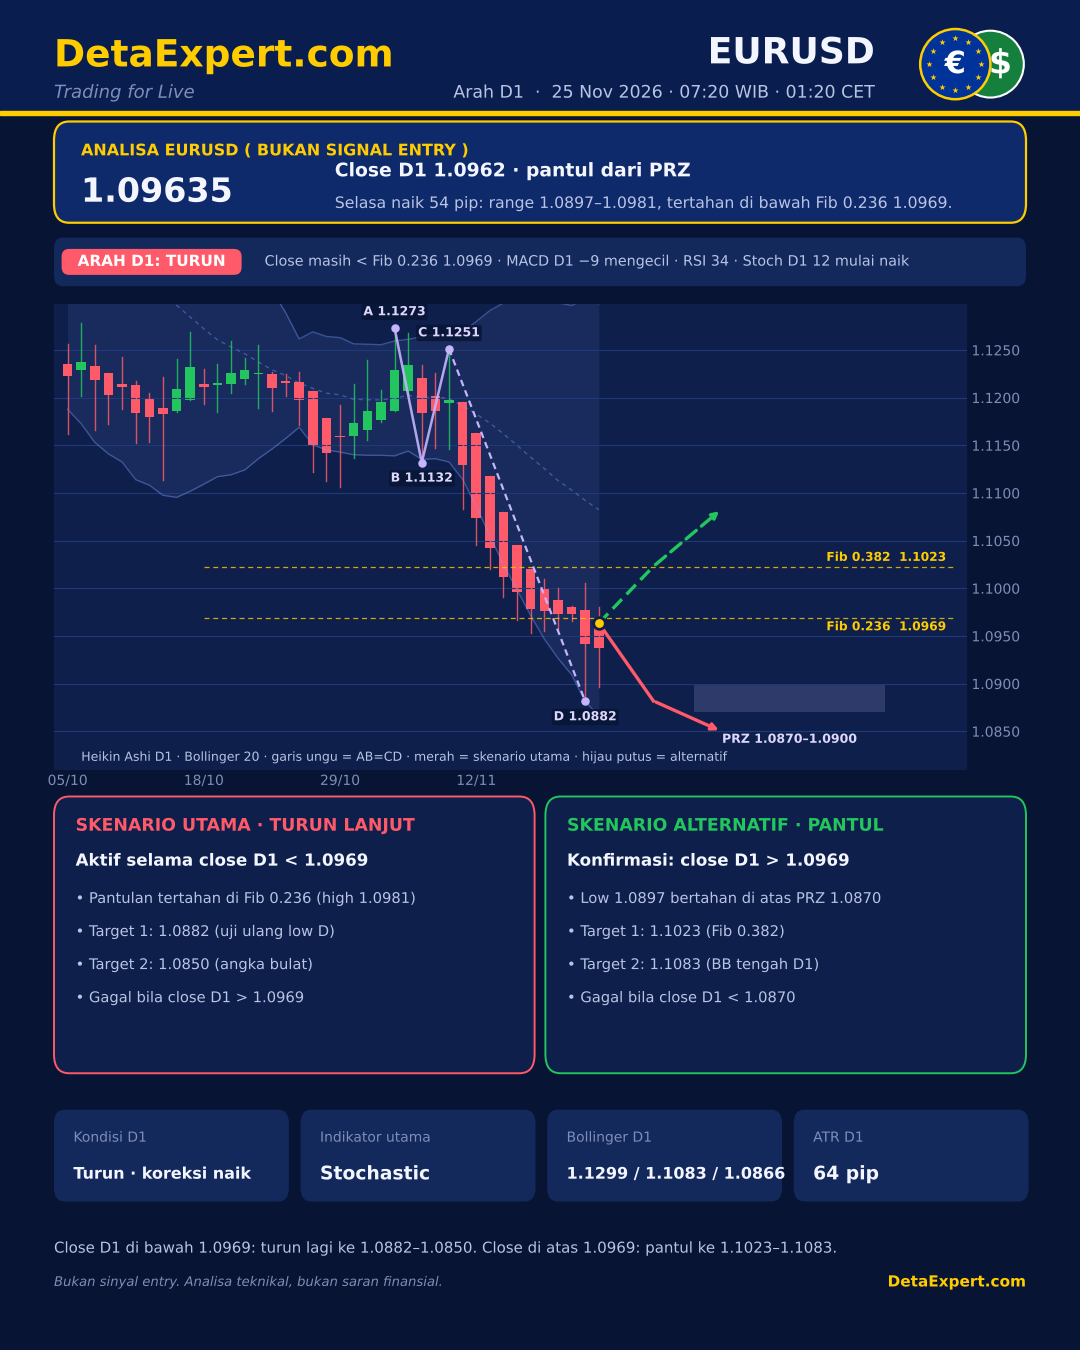 DetaExpert.com
Trading for Live
EURUSD
Arah D1 · 25 Nov 2026 · 07:20 WIB · 01:20 CET
€ $
ANALISA EURUSD ( BUKAN SIGNAL ENTRY )
1.09635
Close D1 1.0962 · pantul dari PRZ
Selasa naik 54 pip: range 1.0897–1.0981, tertahan di bawah Fib 0.236 1.0969.
ARAH D1: TURUN
Close masih < Fib 0.236 1.0969 · MACD D1 −9 mengecil · RSI 34 · Stoch D1 12 mulai naik
A 1.1273
C 1.1251
B 1.1132
D 1.0882
Fib 0.382 1.1023
Fib 0.236 1.0969
PRZ 1.0870–1.0900
1.1250
1.1200
1.1150
1.1100
1.1050
1.1000
1.0950
1.0900
1.0850
Heikin Ashi D1 · Bollinger 20 · garis ungu = AB=CD · merah = skenario utama · hijau putus = alternatif
05/10
18/10
29/10
12/11
SKENARIO UTAMA · TURUN LANJUT
Aktif selama close D1 < 1.0969
• Pantulan tertahan di Fib 0.236 (high 1.0981)
• Target 1: 1.0882 (uji ulang low D)
• Target 2: 1.0850 (angka bulat)
• Gagal bila close D1 > 1.0969
SKENARIO ALTERNATIF · PANTUL
Konfirmasi: close D1 > 1.0969
• Low 1.0897 bertahan di atas PRZ 1.0870
• Target 1: 1.1023 (Fib 0.382)
• Target 2: 1.1083 (BB tengah D1)
• Gagal bila close D1 < 1.0870
Kondisi D1
Turun · koreksi naik
Indikator utama
Stochastic
Bollinger D1
1.1299 / 1.1083 / 1.0866
ATR D1
64 pip
Close D1 di bawah 1.0969: turun lagi ke 1.0882–1.0850. Close di atas 1.0969: pantul ke 1.1023–1.1083.
Bukan sinyal entry. Analisa teknikal, bukan saran finansial.
DetaExpert.com